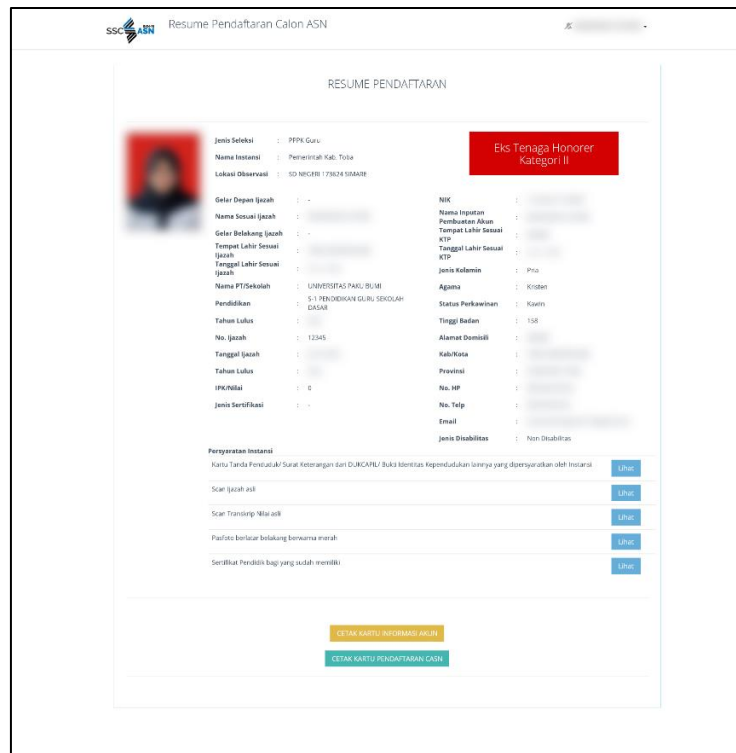 SSCASN
Resume Pendaftaran Calon ASN
RESUME PENDAFTARAN
Jenis Seleksi : PPPK Guru
Nama Instansi : Pemerintah Kab. Toba
Lokasi Observasi : SD NEGERI 173624 SIMARE
Eks Tenaga Honorer
Kategori II
Gelar Depan Ijazah : -
Nama Sesuai Ijazah :
Gelar Belakang Ijazah : -
Tempat Lahir Sesuai
Ijazah :
Tanggal Lahir Sesuai
Ijazah :
Nama PT/Sekolah : UNIVERSITAS PAKU BUMI
Pendidikan : S-1 PENDIDIKAN GURU SEKOLAH
DASAR
Tahun Lulus :
No. Ijazah : 12345
Tanggal Ijazah :
Tahun Lulus :
IPK/Nilai : 0
Jenis Sertifikasi : -
NIK :
Nama Inputan
Pembuatan Akun :
Tempat Lahir Sesuai
KTP :
Tanggal Lahir Sesuai
KTP :
Jenis Kelamin : Pria
Agama : Kristen
Status Perkawinan : Kawin
Tinggi Badan : 158
Alamat Domisili :
Kab/Kota :
Provinsi :
No. HP :
No. Telp :
Email :
Jenis Disabilitas : Non Disabilitas
Persyaratan Instansi
Kartu Tanda Penduduk/ Surat Keterangan dari DUKCAPIL/ Bukti Identitas Kependudukan lainnya yang dipersyaratkan oleh Instansi Lihat
Scan Ijazah asli Lihat
Scan Transkrip Nilai asli Lihat
Pasfoto berlatar belakang berwarna merah Lihat
Sertifikat Pendidik bagi yang sudah memiliki Lihat
CETAK KARTU INFORMASI AKUN
CETAK KARTU PENDAFTARAN CASN